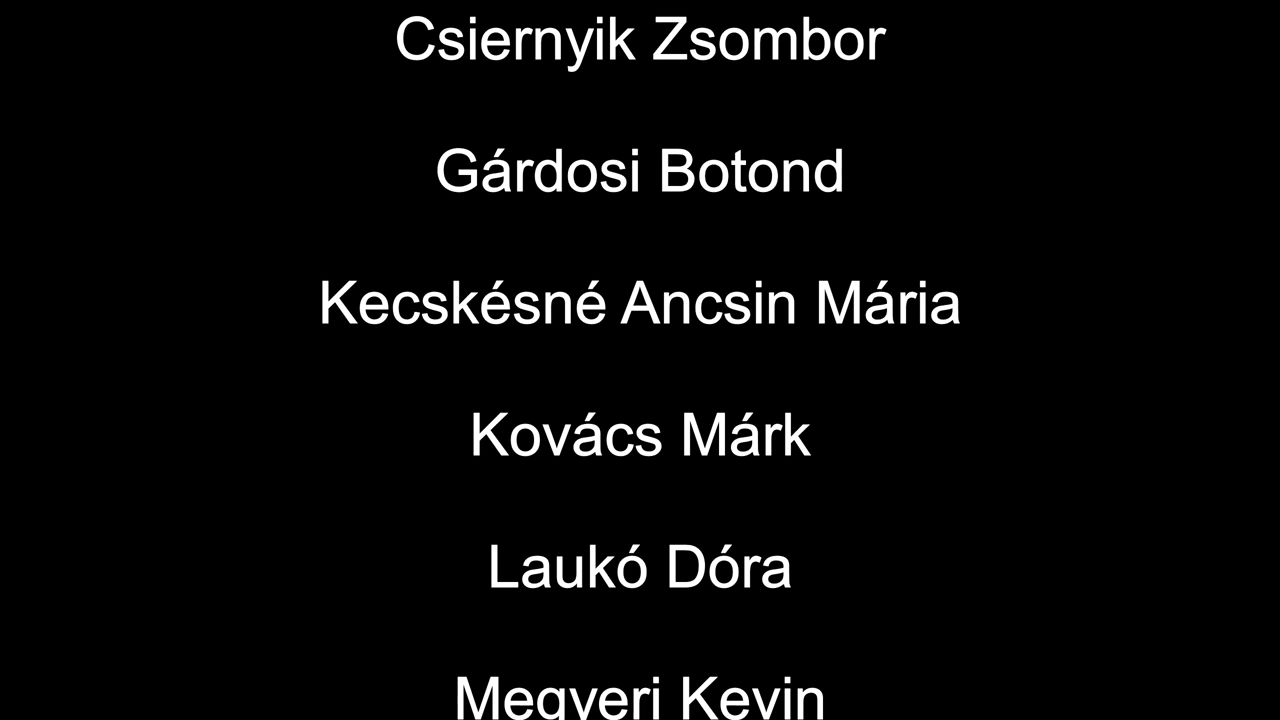 Csiernyik Zsombor
Gárdosi Botond
Kecskésné Ancsin Mária
Kovács Márk
Laukó Dóra
Megyeri Kevin